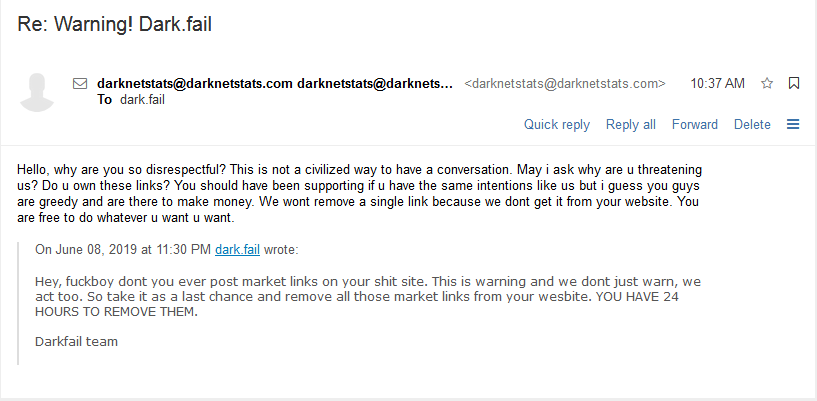 Re: Warning! Dark.fail
darknetstats@darknetstats.com darknetstats@darknets... <darknetstats@darknetstats.com> 10:37 AM
To dark.fail
Quick reply Reply all Forward Delete
Hello, why are you so disrespectful? This is not a civilized way to have a conversation. May i ask why are u threatening
us? Do u own these links? You should have been supporting if u have the same intentions like us but i guess you guys
are greedy and are there to make money. We wont remove a single link because we dont get it from your website. You
are free to do whatever u want u want.
On June 08, 2019 at 11:30 PM dark.fail wrote:
Hey, fuckboy dont you ever post market links on your shit site. This is warning and we dont just warn, we
act too. So take it as a last chance and remove all those market links from your wesbite. YOU HAVE 24
HOURS TO REMOVE THEM.
Darkfail team